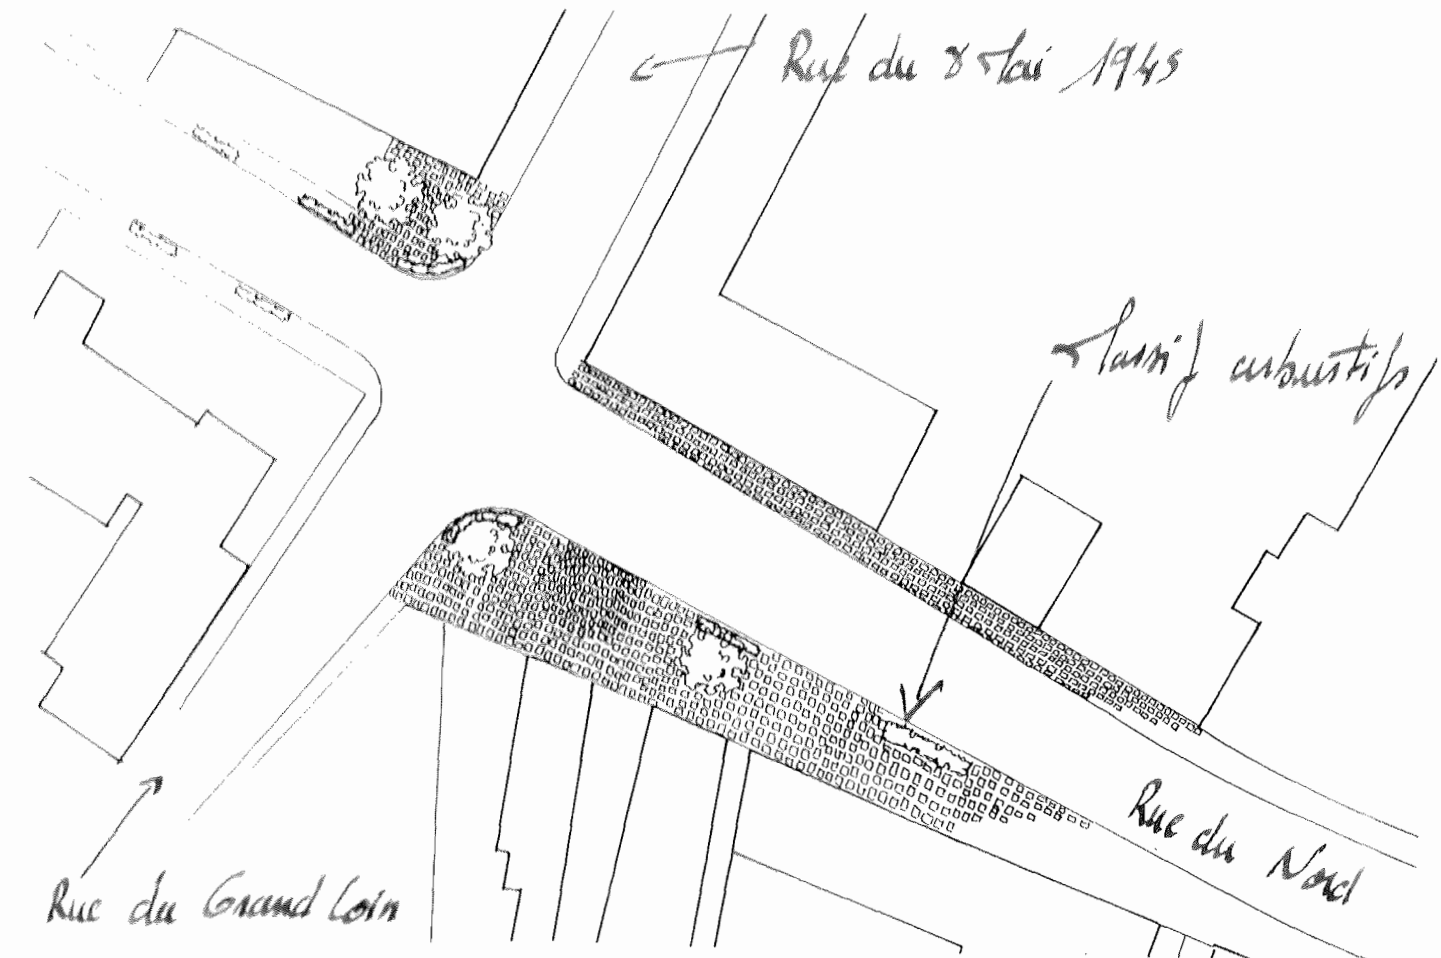 Rue du 8 Mai 1945
Massif arbustifs
Rue du Nord
Rue du Grand Coin